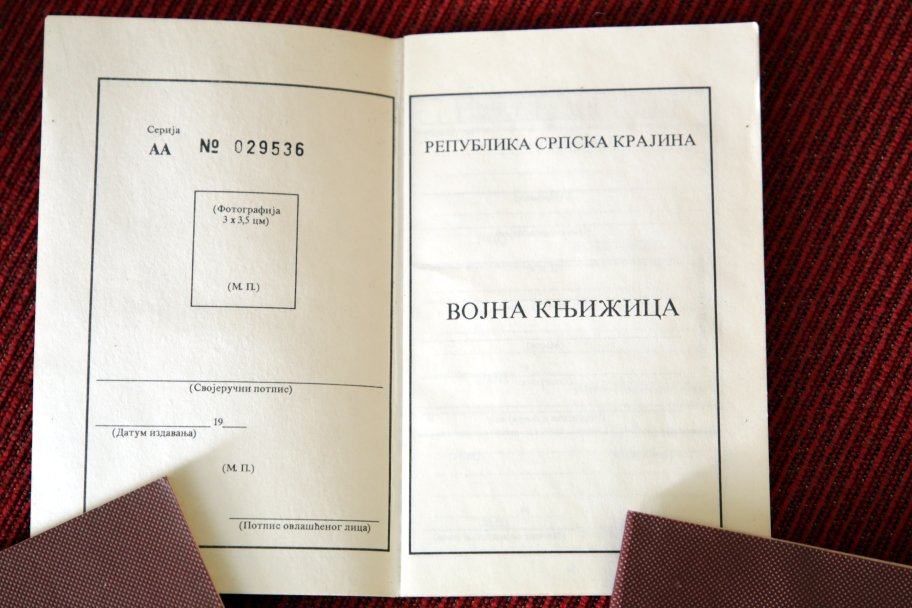 Серија
АА № 029536
(Фотографија
3 x 3,5 цм)
(М. П.)
(Својеручни потпис)
19
(Датум издавања)
(М. П.)
(Потпис овлашћеног лица)
РЕПУБЛИКА СРПСКА КРАЈИНА
ВОЈНА КЊИЖИЦА